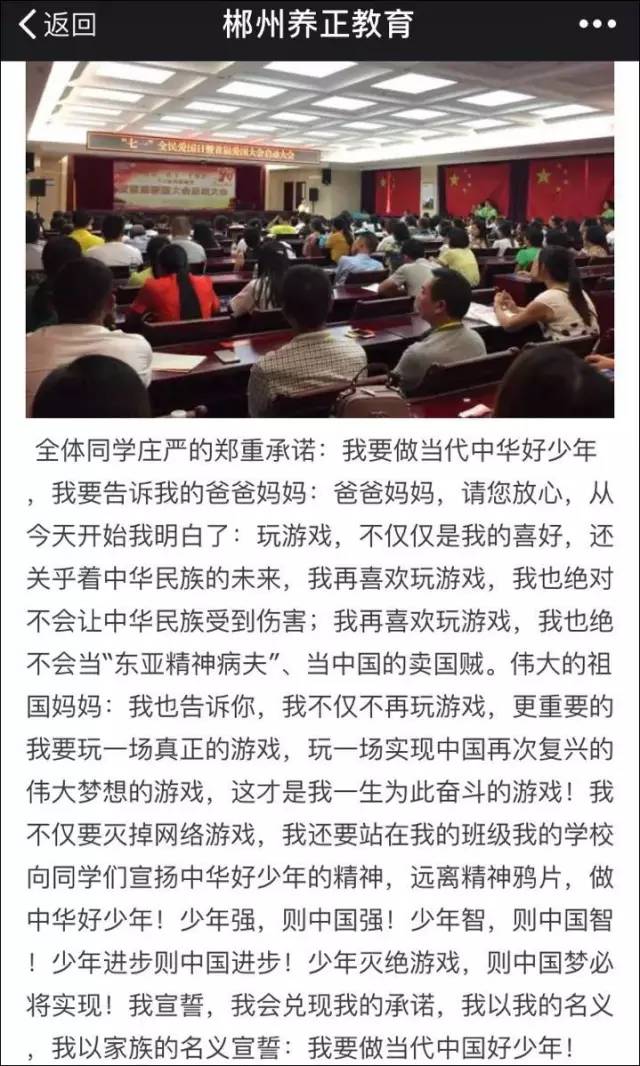 返回
郴州养正教育
"七一"全民爱国日暨首届爱国大会启动大会
全体同学庄严的郑重承诺：我要做当代中华好少年
，我要告诉我的爸爸妈妈：爸爸妈妈，请您放心，从
今天开始我明白了：玩游戏，不仅仅是我的喜好，还
关乎着中华民族的未来，我再喜欢玩游戏，我也绝对
不会让中华民族受到伤害；我再喜欢玩游戏，我也绝
不会当“东亚精神病夫”、当中国的卖国贼。伟大的祖
国妈妈：我也告诉你，我不仅不再玩游戏，更重要的
我要玩一场真正的游戏，玩一场实现中国再次复兴的
伟大梦想的游戏，这才是我一生为此奋斗的游戏！我
不仅要灭掉网络游戏，我还要站在我的班级我的学校
向同学们宣扬中华好少年的精神，远离精神鸦片，做
中华好少年！少年强，则中国强！少年智，则中国智
！少年进步则中国进步！少年灭绝游戏，则中国梦必
将实现！我宣誓，我会兑现我的承诺，我以我的名义
，我以家族的名义宣誓：我要做当代中国好少年！